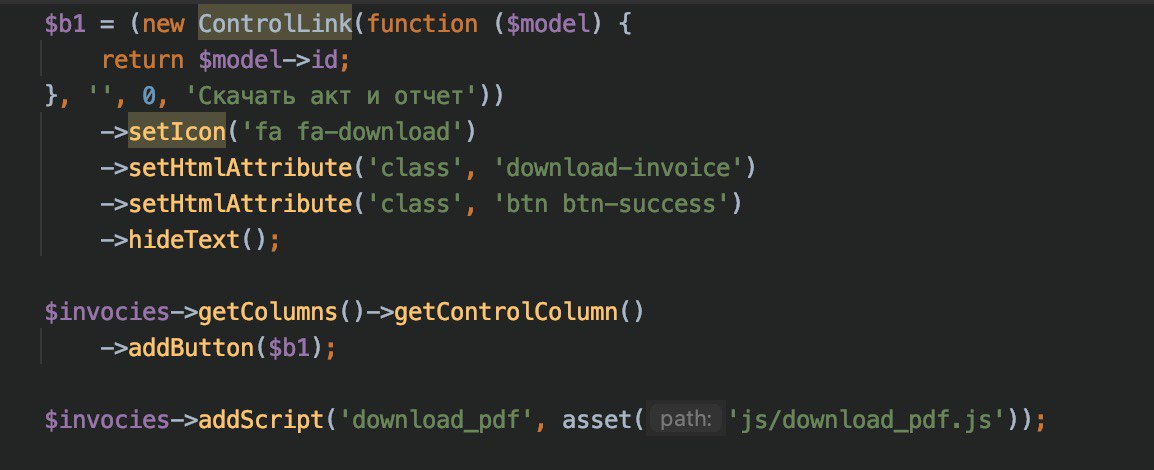 $b1 = (new ControlLink(function ($model) {
return $model->id;
}, '', 0, 'Скачать акт и отчет'))
->setIcon('fa fa-download')
->setHtmlAttribute('class', 'download-invoice')
->setHtmlAttribute('class', 'btn btn-success')
->hideText();
$invocies->getColumns()->getControlColumn()
->addButton($b1);
$invocies->addScript('download_pdf', asset( path: 'js/download_pdf.js'));